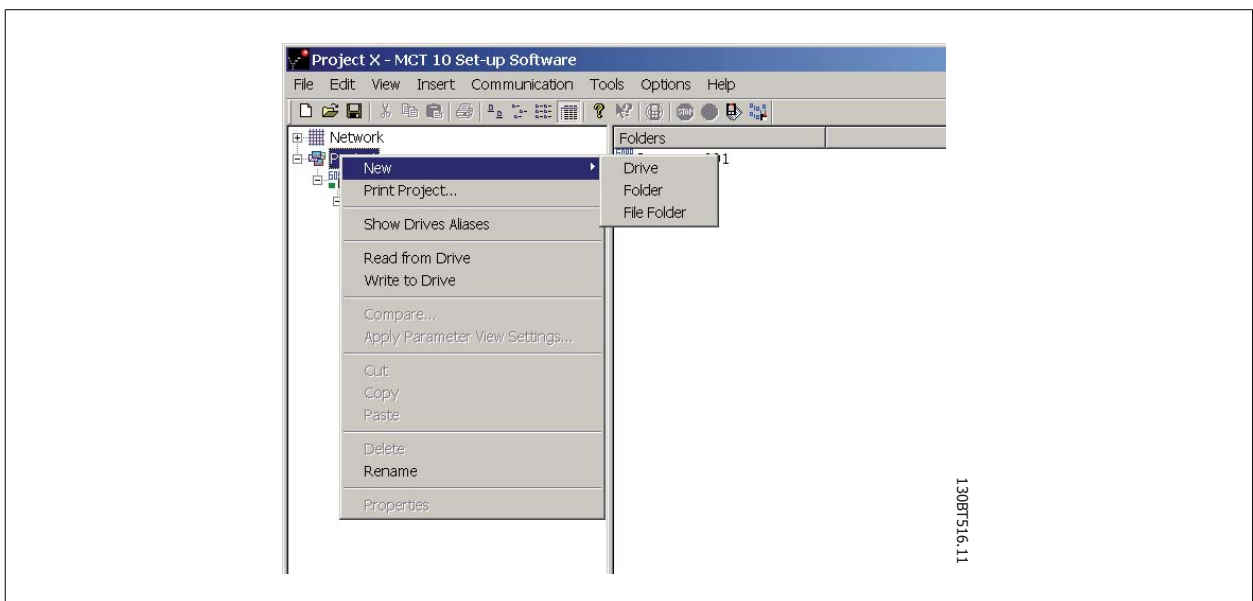 Project X - MCT 10 Set-up Software
File Edit View Insert Communication Tools Options Help
Network
Folders
New
Drive
Print Project...
Folder
File Folder
Show Drives Aliases
Read from Drive
Write to Drive
Compare...
Apply Parameter View Settings...
Cut
Copy
Paste
Delete
Rename
Properties
130BT516.11